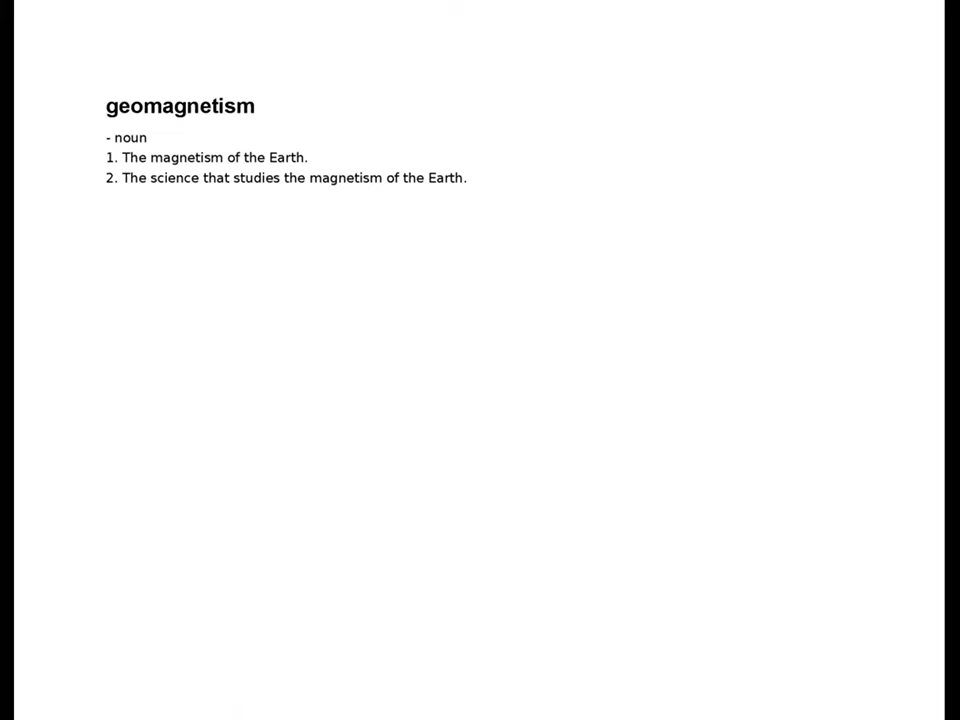 geomagnetism
- noun
1. The magnetism of the Earth.
2. The science that studies the magnetism of the Earth.